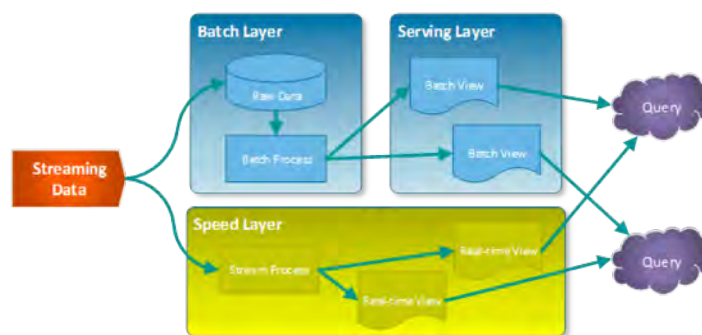 Batch Layer
Serving Layer
Raw Data
Batch View
Query
Batch Process
Batch View
Streaming
Data
Speed Layer
Real-time View
Stream Process
Query
Real-time View